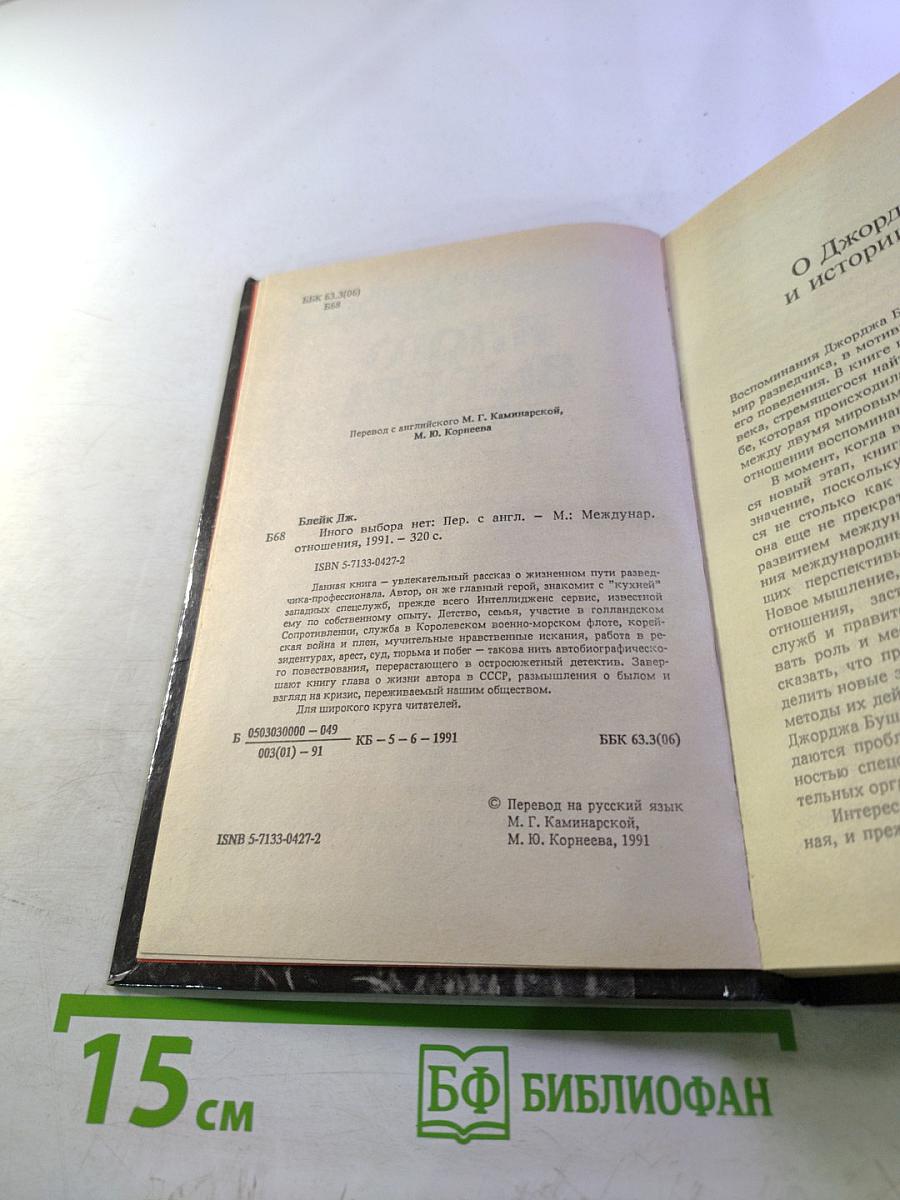 ББК 63.3(06)
Б68
Перевод с английского М. Г. Каминарской,
М. Ю. Корнеева
Блейк Дж.
Б68 Иного выбора нет: Пер. с англ. — М.: Междунар.
отношения, 1991. — 320 с.
ISBN 5-7133-0427-2
Данная книга — увлекательный рассказ о жизненном пути развед-
чика-профессионала. Автор, он же главный герой, знакомит с "кухней"
западных спецслужб, прежде всего Интеллидженс сервис, известной
ему по собственному опыту. Детство, семья, участие в голландском
Сопротивлении, служба в Королевском военно-морском флоте, корей-
ская война и плен, мучительные нравственные искания, работа в ре-
зидентурах, арест, суд, тюрьма и побег — такова нить автобиографическо-
го повествования, перерастающего в остросюжетный детектив. Завер-
шают книгу глава о жизни автора в СССР, размышления о былом и
взгляд на кризис, переживаемый нашим обществом.
Для широкого круга читателей.
Б 0503030000 — 049
003(01) — 91 КБ — 5 — 6 — 1991 ББК 63.3(06)
© Перевод на русский язык
М. Г. Каминарской,
М. Ю. Корнеева, 1991
ISNB 5-7133-0427-2
О Джорд
и истори
Воспоминания Джорджа Б
мир разведчика, в мотив
его поведения. В книге
века, стремящегося най
бе, которая происходил
между двумя мировым
отношении воспомина
В момент, когда в
ся новый этап, книг
значение, поскольку
ся не столько как
она еще не прекрат
развитием междун
ния международны
щих перспективы
Новое мышление,
отношения, заст
служб и правите
вать роль и ме
сказать, что пр
делить новые з
методы их дей
Джорджа Буш
даются пробл
ностью спец
тельных орг
Интерес
ная, и преж
15 см
БФ БИБЛИОФАН